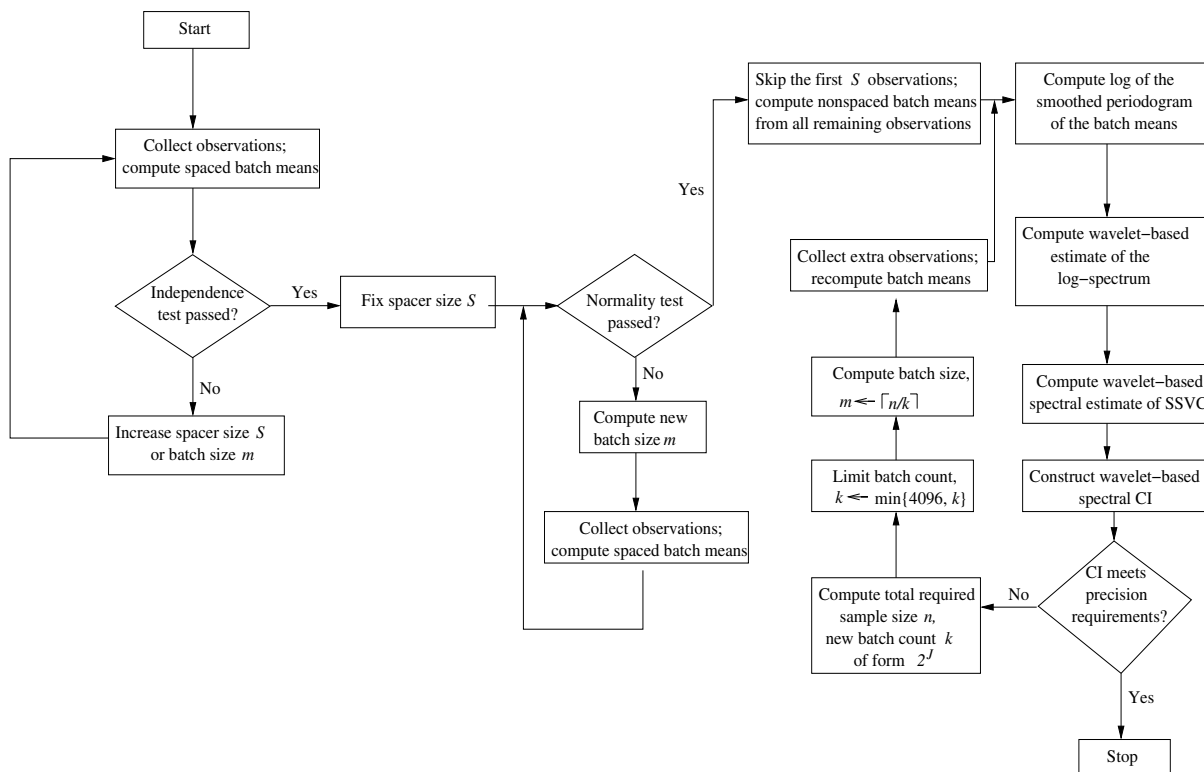 Start
Collect observations;
compute spaced batch means
Independence
test passed?
Yes
No
Increase spacer size S
or batch size m
Fix spacer size S
Normality test
passed?
Yes
No
Compute new
batch size m
Collect observations;
compute spaced batch means
Skip the first S observations;
compute nonspaced batch means
from all remaining observations
Compute log of the
smoothed periodogram
of the batch means
Compute wavelet−based
estimate of the
log−spectrum
Compute wavelet−based
spectral estimate of SSVC
Construct wavelet−based
spectral CI
CI meets
precision
requirements?
No
Yes
Stop
Compute total required
sample size n,
new batch count k
of form 2^J
Limit batch count,
k ← min{4096, k}
Compute batch size,
m ← ⌈n/k⌉
Collect extra observations;
recompute batch means